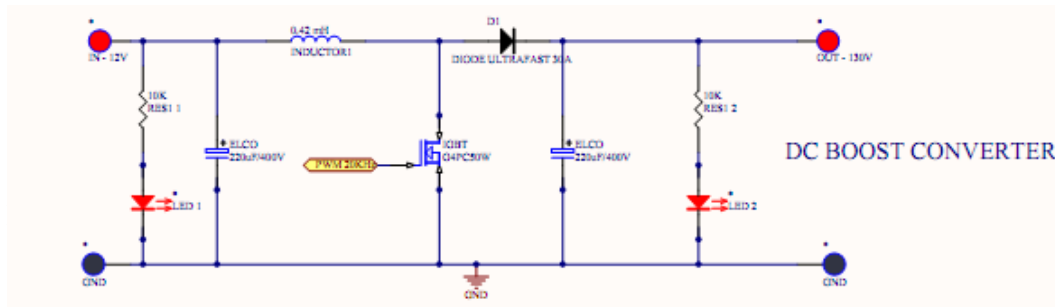 IN - 12V
0,42 mH
INDUCTOR1
D1
DIODE ULTRAFAST 30A
OUT - 130V
10K
RES1 1
ELCO
220uF/400V
PWM 20KHz
IGBT
G4PC50W
ELCO
220uF/400V
10K
RES1 2
DC BOOST CONVERTER
LED 1
LED 2
GND
GND
GND